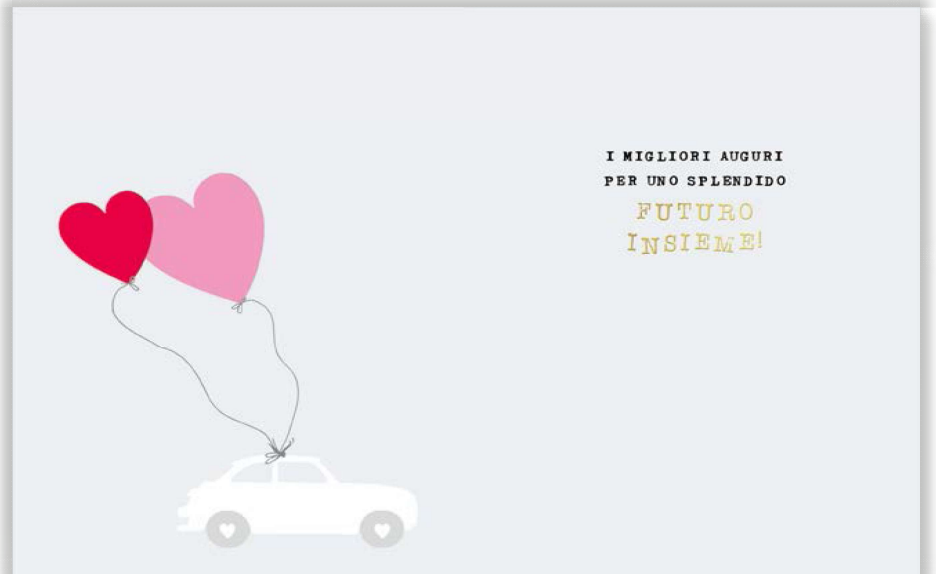 I MIGLIORI AUGURI
PER UNO SPLENDIDO
FUTURO
INSIEME!